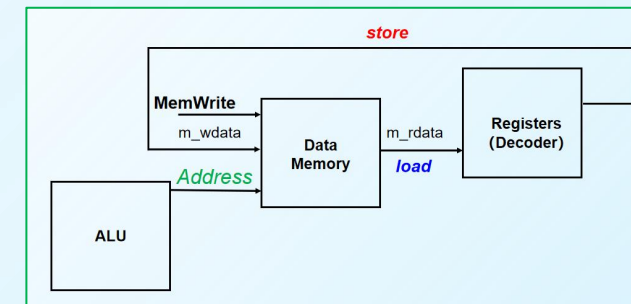 store
MemWrite
m_wdata
Address
ALU
Data
Memory
m_rdata
load
Registers
(Decoder)